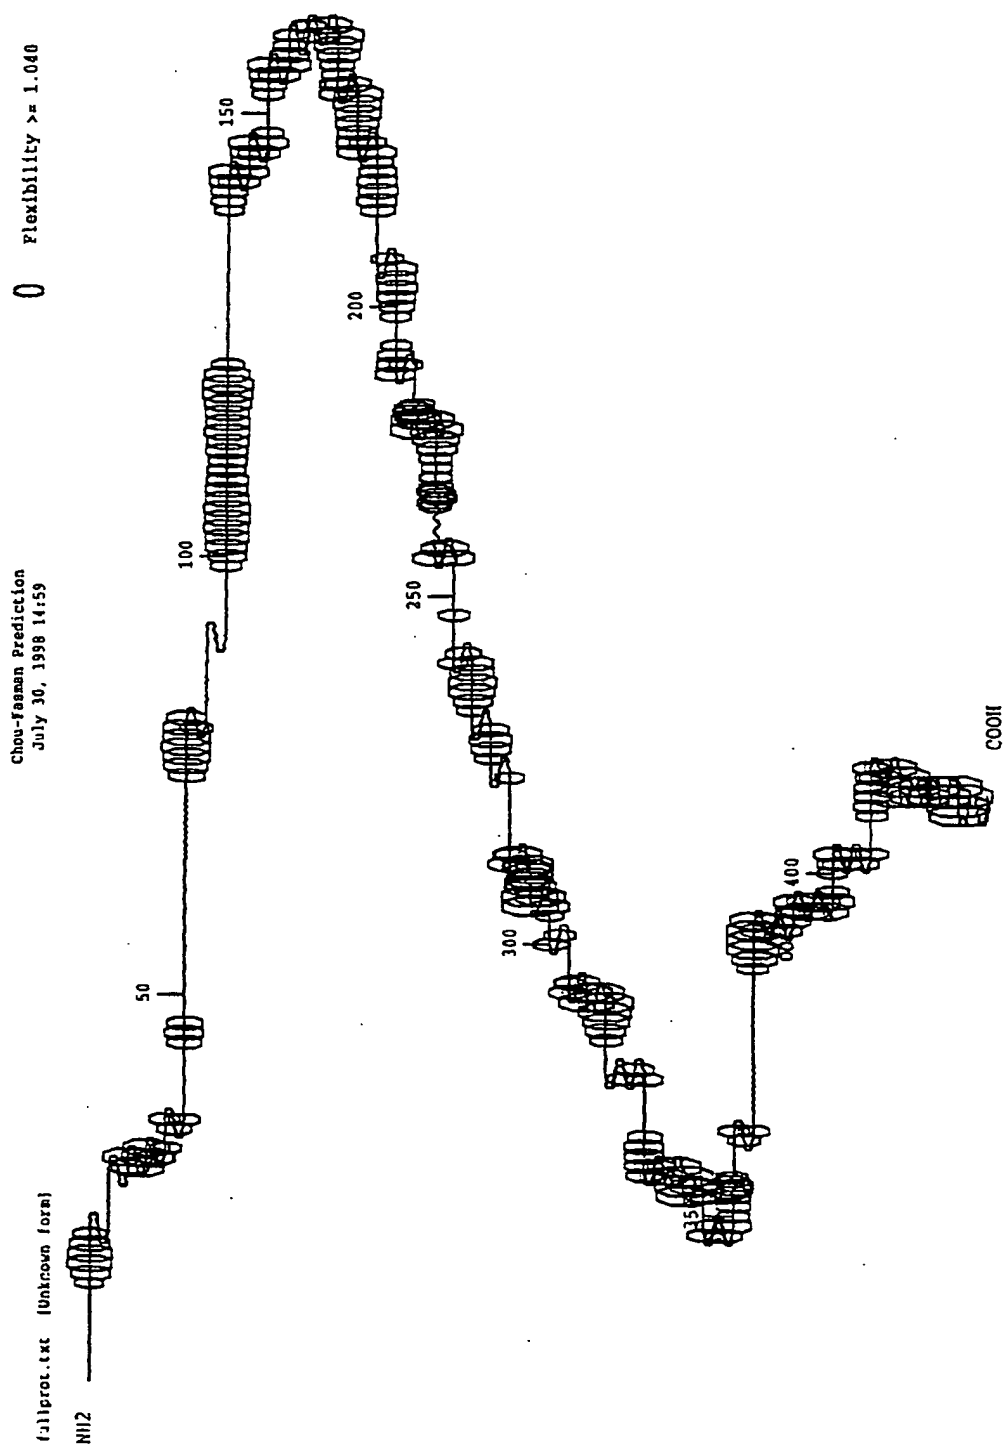 Chou-Fasman Prediction
July 30, 1998 14:59
Flexibility >= 1.040
fullprot.txt (Unknown form)
NH2
50
100
150
200
250
300
350
400
COOH